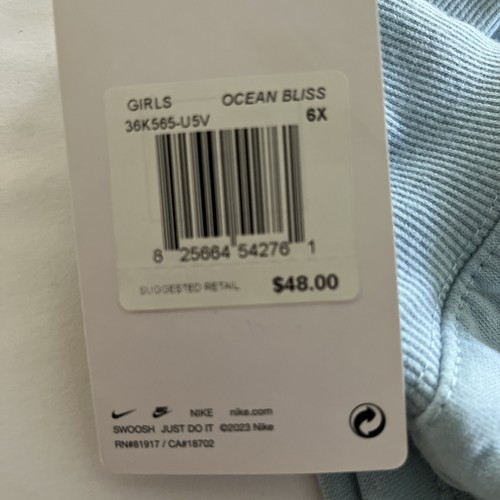 GIRLS OCEAN BLISS
36K565-U5V 6X
8 25664 54276 1
SUGGESTED RETAIL $48.00
NIKE nike.com
SWOOSH JUST DO IT ©2023 Nike
RN#81917 / CA#18702